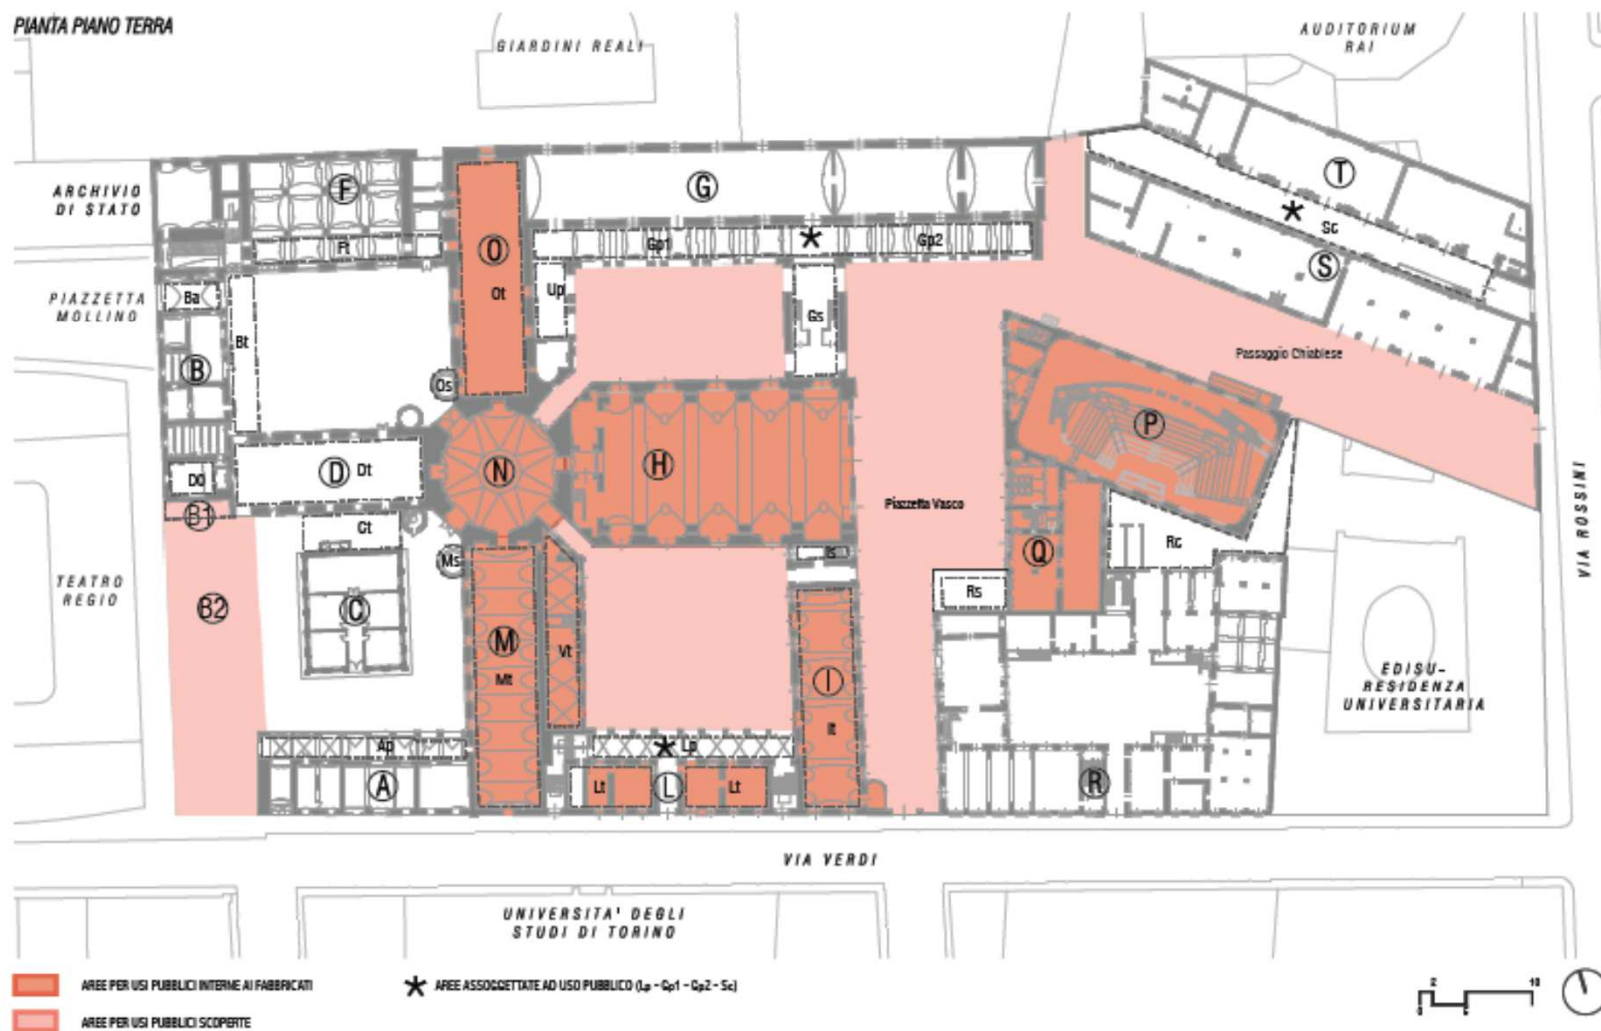 PIANTA PIANO TERRA
GIARDINI REALI
AUDITORIUM
RAI
ARCHIVIO
DI STATO
F
G
T
Sc
Ft
O
Gp1
Gp2
S
Ot
Up
PIAZZETTA
MOLLINO
Ba
Bt
Gs
B
Os
Passaggio Chiablese
P
D
Dt
N
H
D0
B1
Ct
Piazzetta Vasco
VIA ROSSINI
Ms
Is
Q
Rc
TEATRO
REGIO
B2
C
Rs
M
Vt
Mt
I
It
EDISU-
RESIDENZA
UNIVERSITARIA
Ap
Lp
A
Lt
L
Lt
R
VIA VERDI
UNIVERSITA' DEGLI
STUDI DI TORINO
AREE PER USI PUBBLICI INTERNE AI FABBRICATI
AREE ASSOGGETTATE AD USO PUBBLICO (Lp - Gp1 - Gp2 - Sc)
2
10
AREE PER USI PUBBLICI SCOPERTE